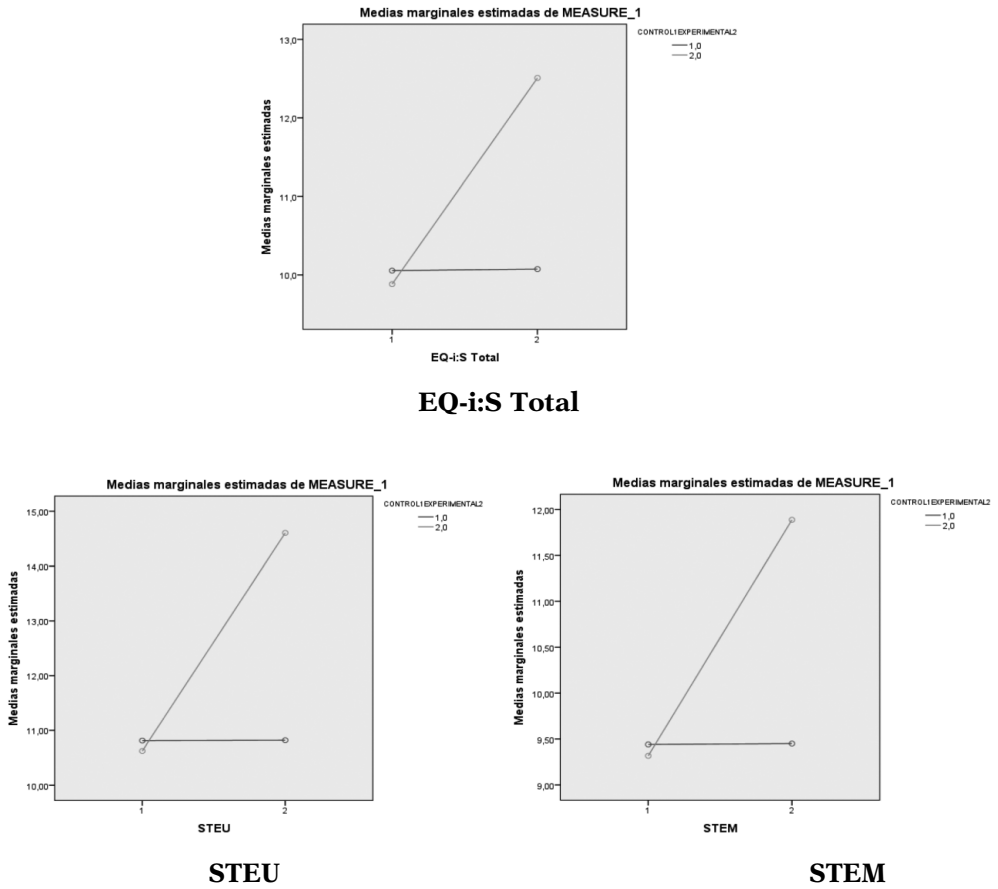 Medias marginales estimadas de MEASURE_1
CONTROL1EXPERIMENTAL2
1,0
2,0
Medias marginales estimadas
13,0
12,0
11,0
10,0
1
2
EQ-i:S Total
EQ-i:S Total
Medias marginales estimadas de MEASURE_1
CONTROL1EXPERIMENTAL2
1,0
2,0
Medias marginales estimadas
15,00
14,00
13,00
12,00
11,00
10,00
1
2
STEU
STEU
Medias marginales estimadas de MEASURE_1
CONTROL1EXPERIMENTAL2
1,0
2,0
Medias marginales estimadas
12,00
11,50
11,00
10,50
10,00
9,50
9,00
1
2
STEM
STEM